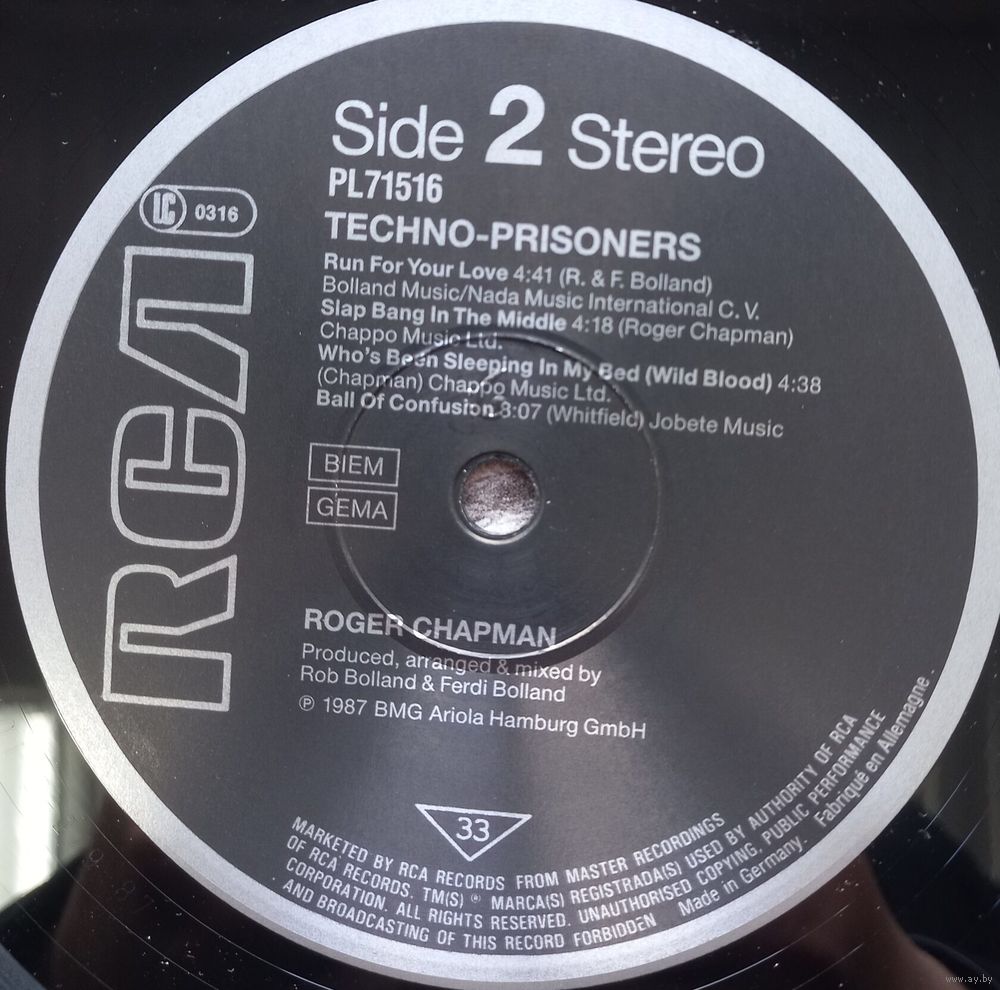 Side 2 Stereo
PL71516
LC 0316
TECHNO-PRISONERS
Run For Your Love 4:41 (R. & F. Bolland)
Bolland Music/Nada Music International C. V.
Slap Bang In The Middle 4:18 (Roger Chapman)
Chappo Music Ltd.
Who's Been Sleeping In My Bed (Wild Blood) 4:38
(Chapman) Chappo Music Ltd.
Ball Of Confusion 3:07 (Whitfield) Jobete Music
BIEM
GEMA
RCA
ROGER CHAPMAN
Produced, arranged & mixed by
Rob Bolland & Ferdi Bolland
℗ 1987 BMG Ariola Hamburg GmbH
33
MARKETED BY RCA RECORDS FROM MASTER RECORDINGS
OF RCA RECORDS. TM(S) ® MARCA(S) REGISTRADA(S) USED BY AUTHORITY OF RCA
CORPORATION. ALL RIGHTS RESERVED. UNAUTHORISED COPYING. PUBLIC PERFORMANCE
AND BROADCASTING OF THIS RECORD FORBIDDEN Made in Germany. Fabriqué en Allemagne
www.ay.by